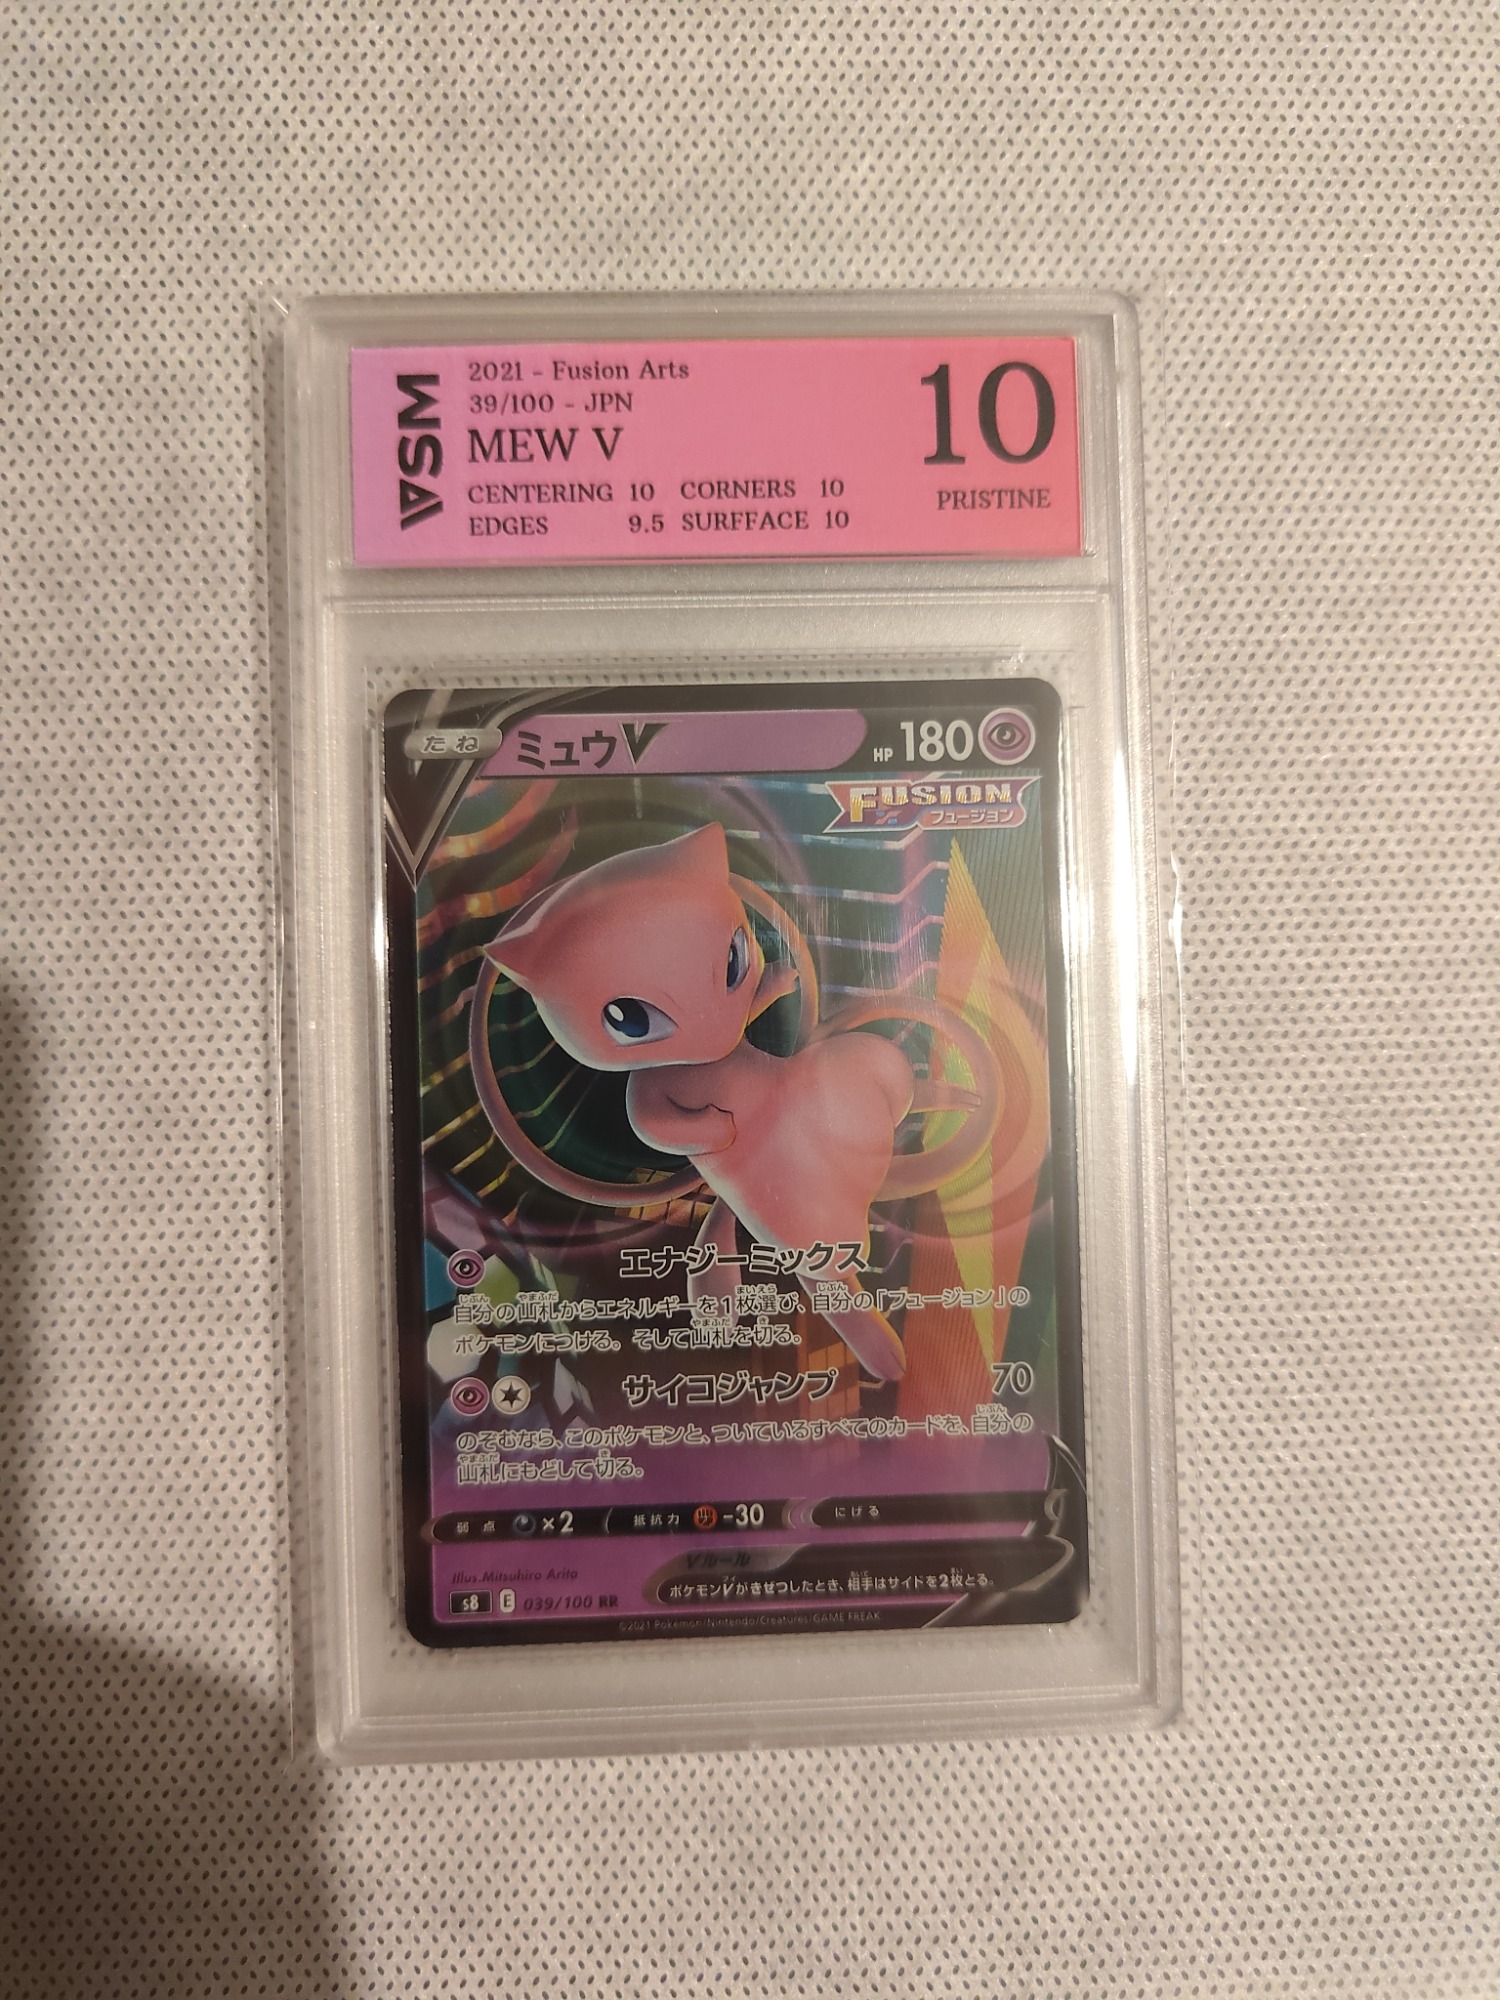 WSA
2021 - Fusion Arts
39/100 - JPN
MEW V
CENTERING 10 CORNERS 10
EDGES 9.5 SURFFACE 10
10
PRISTINE
たね
ミュウV
HP 180
FUSION
フュージョン
エナジーミックス
自分の山札からエネルギーを1枚選び、自分の「フュージョン」の
ポケモンにつける。そして山札を切る。
サイコジャンプ 70
のぞむなら、このポケモンと、ついているすべてのカードを、自分の
山札にもどして切る。
弱点 ×2 抵抗力 -30 にげる
Illus. Mitsuhiro Arita
Vルール
ポケモンVがきぜつしたとき、相手はサイドを2枚とる。
s8 E 039/100 RR
©2021 Pokémon/Nintendo/Creatures/GAME FREAK